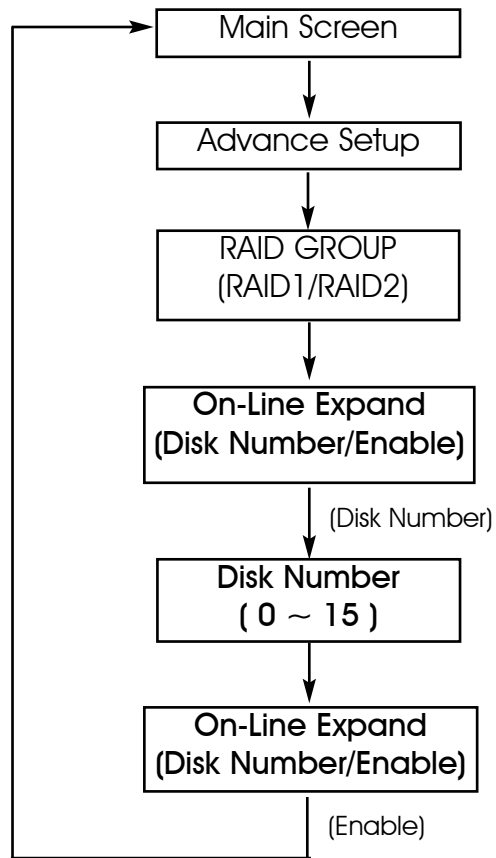 Main Screen
Advance Setup
RAID GROUP
(RAID1/RAID2)
On-Line Expand
(Disk Number/Enable)
(Disk Number)
Disk Number
( 0 ~ 15 )
On-Line Expand
(Disk Number/Enable)
(Enable)